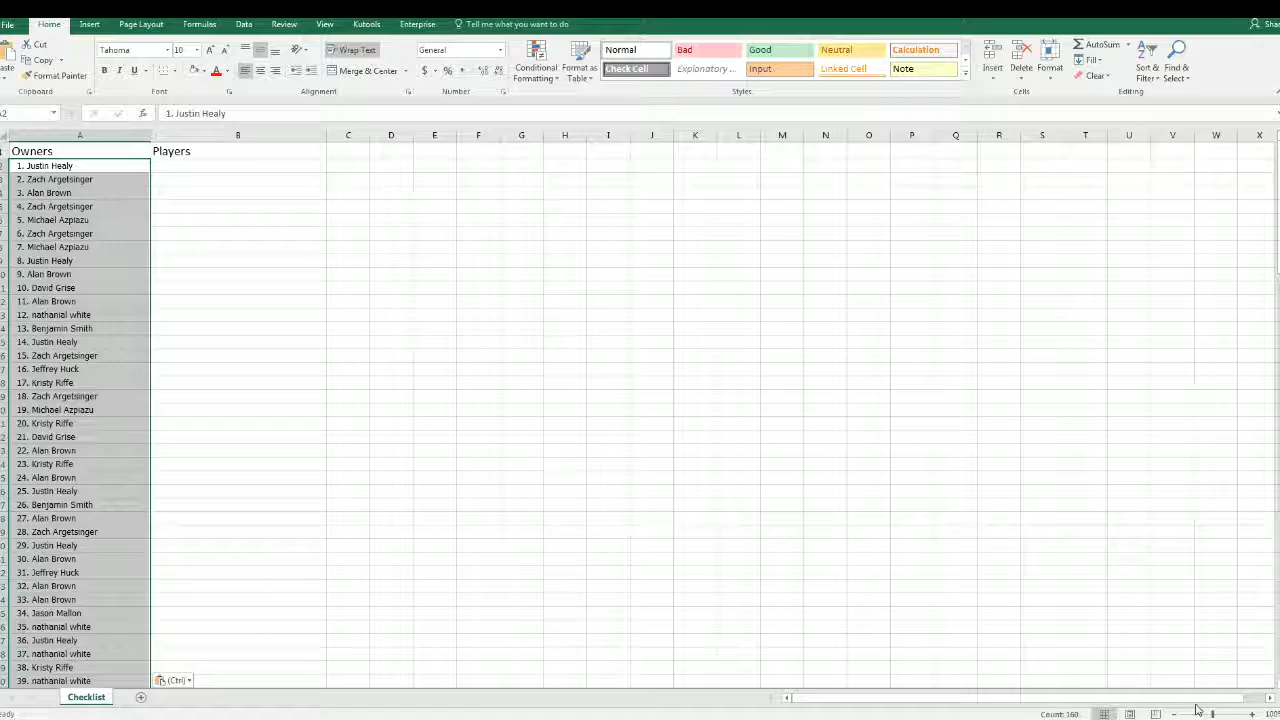 File Home Insert Page Layout Formulas Data Review View Kutools Enterprise Tell me what you want to do
Cut
Copy
Format Painter
Clipboard
Tahoma 10
B I U
Font
Wrap Text
Merge & Center
Alignment
General
$ % ,
Number
Conditional Formatting
Format as Table
Normal Bad Good Neutral Calculation
Check Cell Explanatory ... Input Linked Cell Note
Styles
Insert Delete Format
Cells
AutoSum
Fill
Clear
Sort & Filter
Find & Select
Editing
1. Justin Healy
A B C D E F G H I J K L M N O P Q R S T U V W X
Owners Players
1. Justin Healy
2. Zach Argetsinger
3. Alan Brown
4. Zach Argetsinger
5. Michael Azpiazu
6. Zach Argetsinger
7. Michael Azpiazu
8. Justin Healy
9. Alan Brown
10. David Grise
11. Alan Brown
12. nathanial white
13. Benjamin Smith
14. Justin Healy
15. Zach Argetsinger
16. Jeffrey Huck
17. Kristy Riffe
18. Zach Argetsinger
19. Michael Azpiazu
20. Kristy Riffe
21. David Grise
22. Alan Brown
23. Kristy Riffe
24. Alan Brown
25. Justin Healy
26. Benjamin Smith
27. Alan Brown
28. Zach Argetsinger
29. Justin Healy
30. Alan Brown
31. Jeffrey Huck
32. Alan Brown
33. Alan Brown
34. Jason Mallon
35. nathanial white
36. Justin Healy
37. nathanial white
38. Kristy Riffe
39. nathanial white
(Ctrl)
Checklist
Count: 160